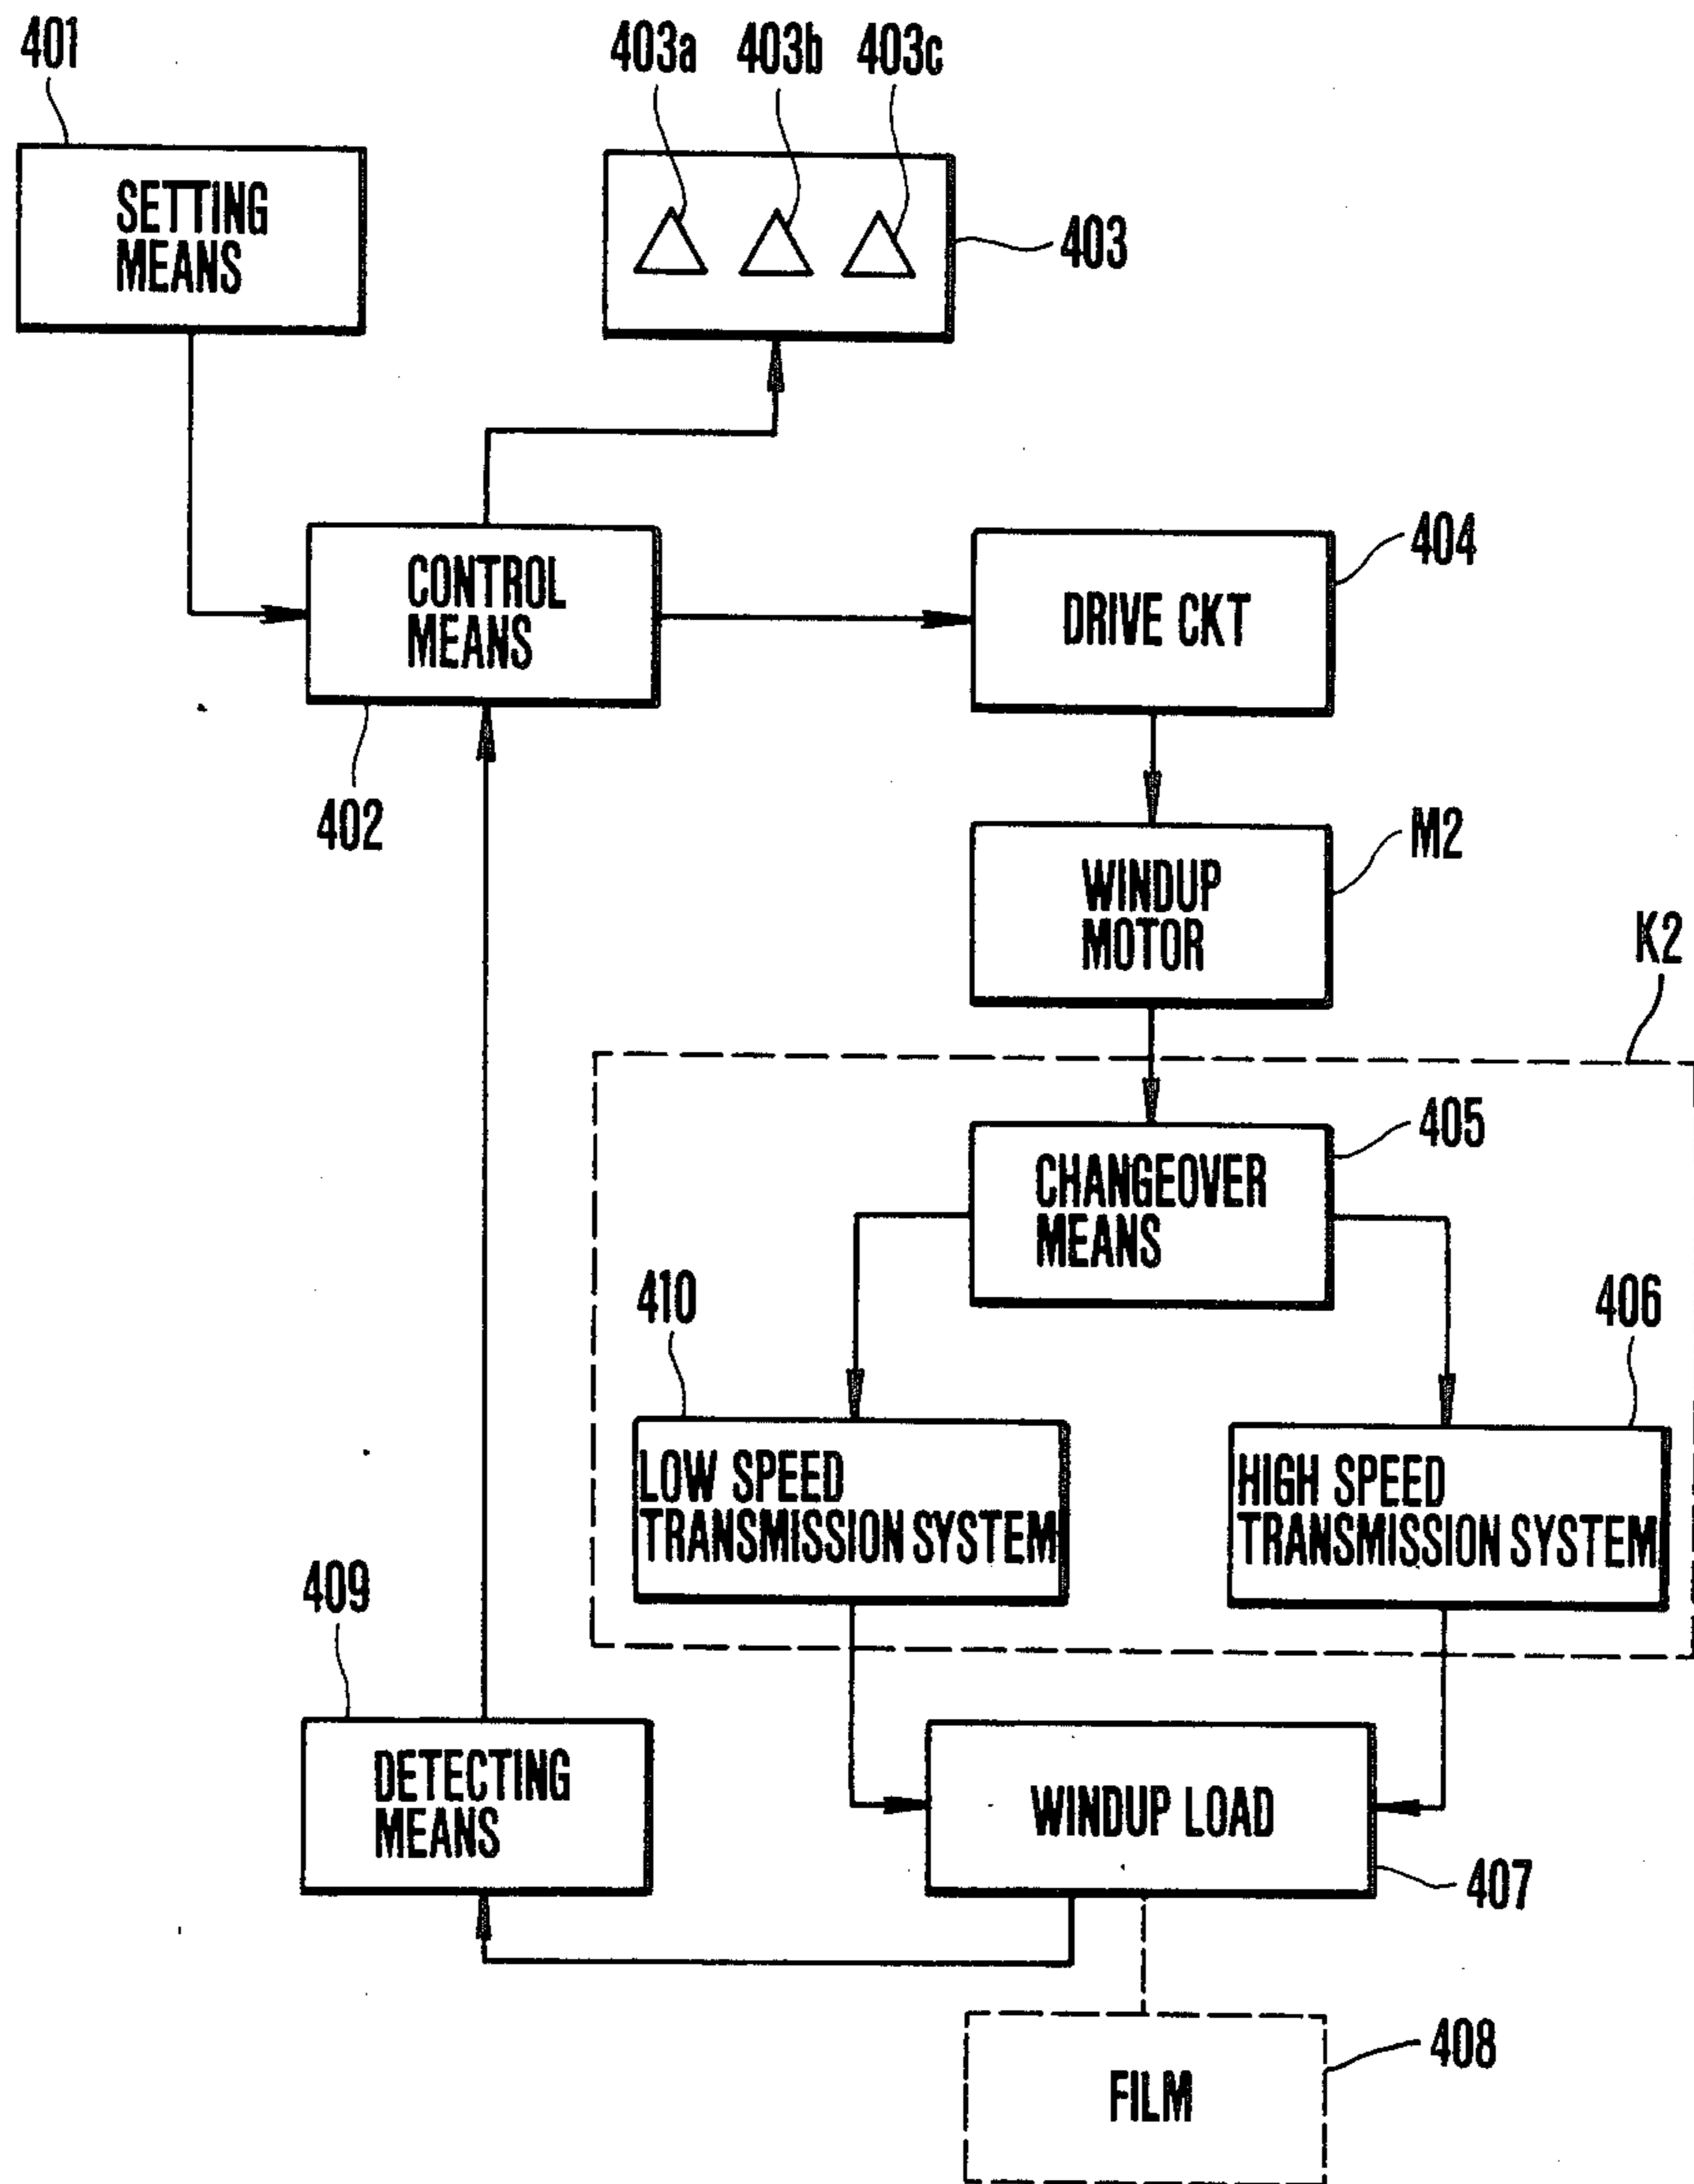 401
403a 403b 403c
SETTING
MEANS
403
CONTROL
MEANS
404
DRIVE CKT
402
M2
WINDUP
MOTOR
K2
405
CHANGEOVER
MEANS
410
406
LOW SPEED
TRANSMISSION SYSTEM
HIGH SPEED
TRANSMISSION SYSTEM
409
DETECTING
MEANS
WINDUP LOAD
407
408
FILM